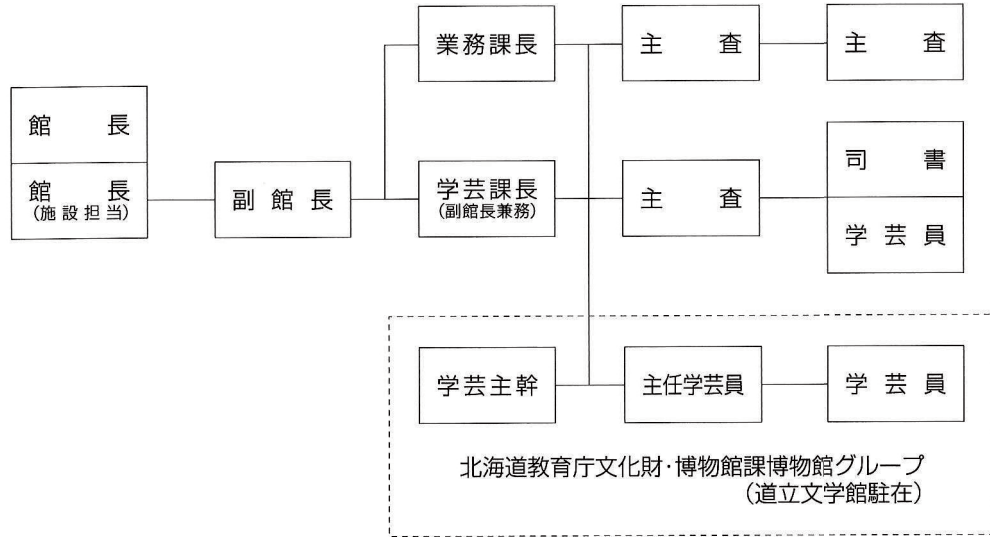 館長
館長
(施設担当)
副館長
業務課長
主査
主査
学芸課長
(副館長兼務)
主査
司書
学芸員
学芸主幹
主任学芸員
学芸員
北海道教育庁文化財・博物館課博物館グループ
(道立文学館駐在)